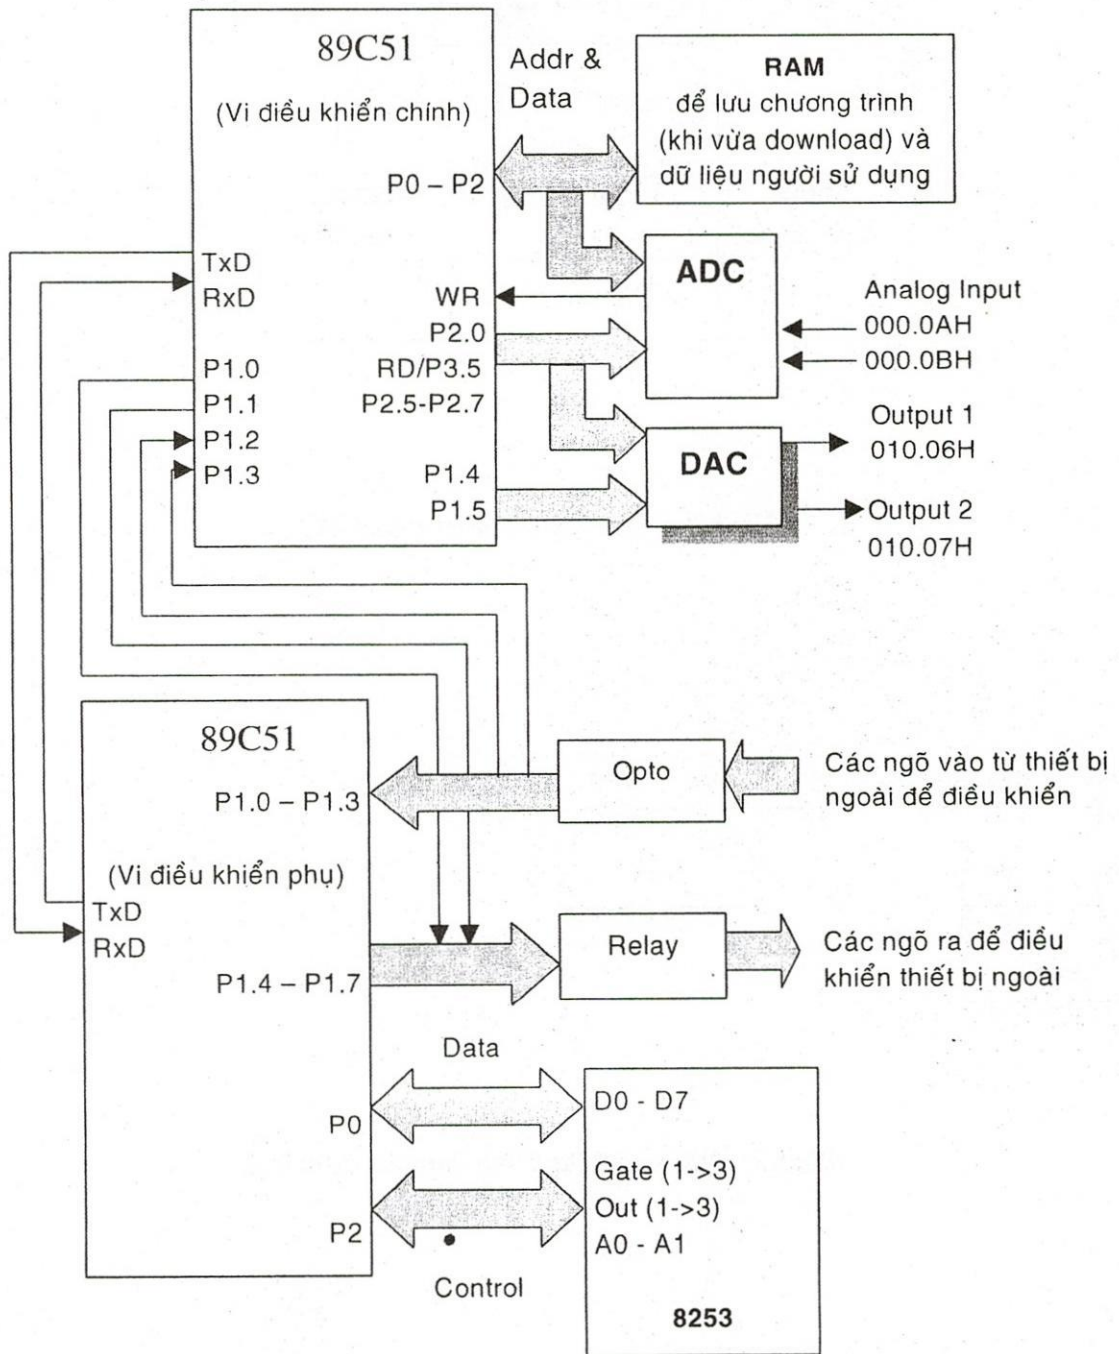 89C51
(Vi điều khiển chính)
P0 – P2
TxD
RxD
WR
P2.0
P1.0
RD/P3.5
P1.1
P2.5-P2.7
P1.2
P1.3
P1.4
P1.5
Addr &
Data
RAM
để lưu chương trình
(khi vừa download) và
dữ liệu người sử dụng
ADC
Analog Input
000.0AH
000.0BH
DAC
Output 1
010.06H
Output 2
010.07H
89C51
P1.0 – P1.3
(Vi điều khiển phụ)
TxD
RxD
P1.4 – P1.7
P0
P2
Opto
Các ngõ vào từ thiết bị
ngoài để điều khiển
Relay
Các ngõ ra để điều
khiển thiết bị ngoài
Data
Control
D0 - D7
Gate (1->3)
Out (1->3)
A0 - A1
8253